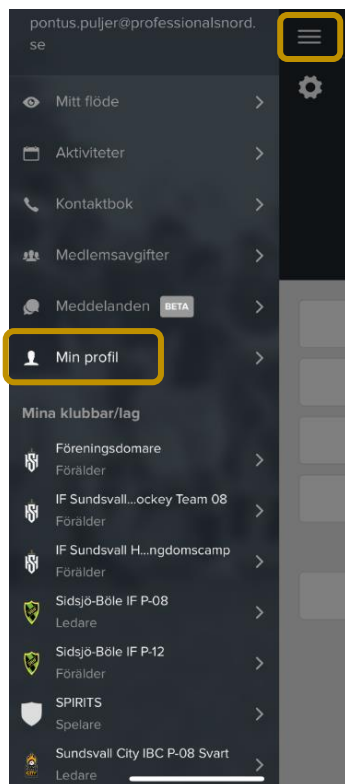 pontus.puljer@professionalsnord.
se
Mitt flöde
Aktiviteter
Kontaktbok
Medlemsavgifter
Meddelanden BETA
Min profil
Mina klubbar/lag
Föreningsdomare
Förälder
IF Sundsvall...ockey Team 08
Förälder
IF Sundsvall H...ngdomscamp
Förälder
Sidsjö-Böle IF P-08
Ledare
Sidsjö-Böle IF P-12
Förälder
SPIRITS
Spelare
Sundsvall City IBC P-08 Svart
Ledare